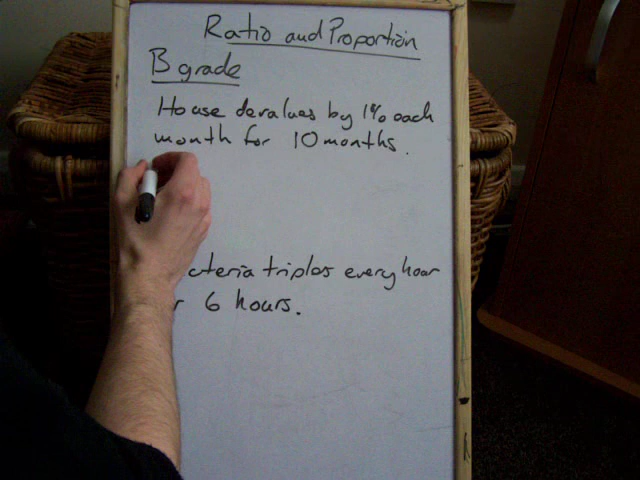 Ratio and Proportion
B grade
House devalues by 1% each
month for 10 months.
triples every hour
6 hours.